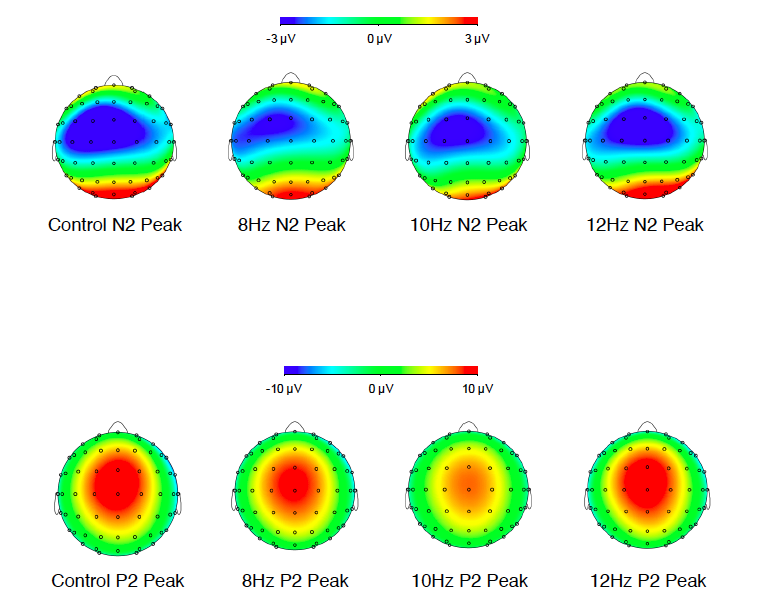 -3 µV 0 µV 3 µV
Control N2 Peak 8Hz N2 Peak 10Hz N2 Peak 12Hz N2 Peak
-10 µV 0 µV 10 µV
Control P2 Peak 8Hz P2 Peak 10Hz P2 Peak 12Hz P2 Peak